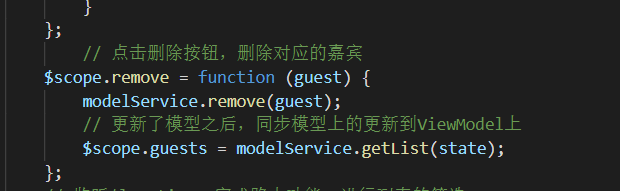 }
};
// 点击删除按钮，删除对应的嘉宾
$scope.remove = function (guest) {
modelService.remove(guest);
// 更新了模型之后，同步模型上的更新到ViewModel上
$scope.guests = modelService.getList(state);
};